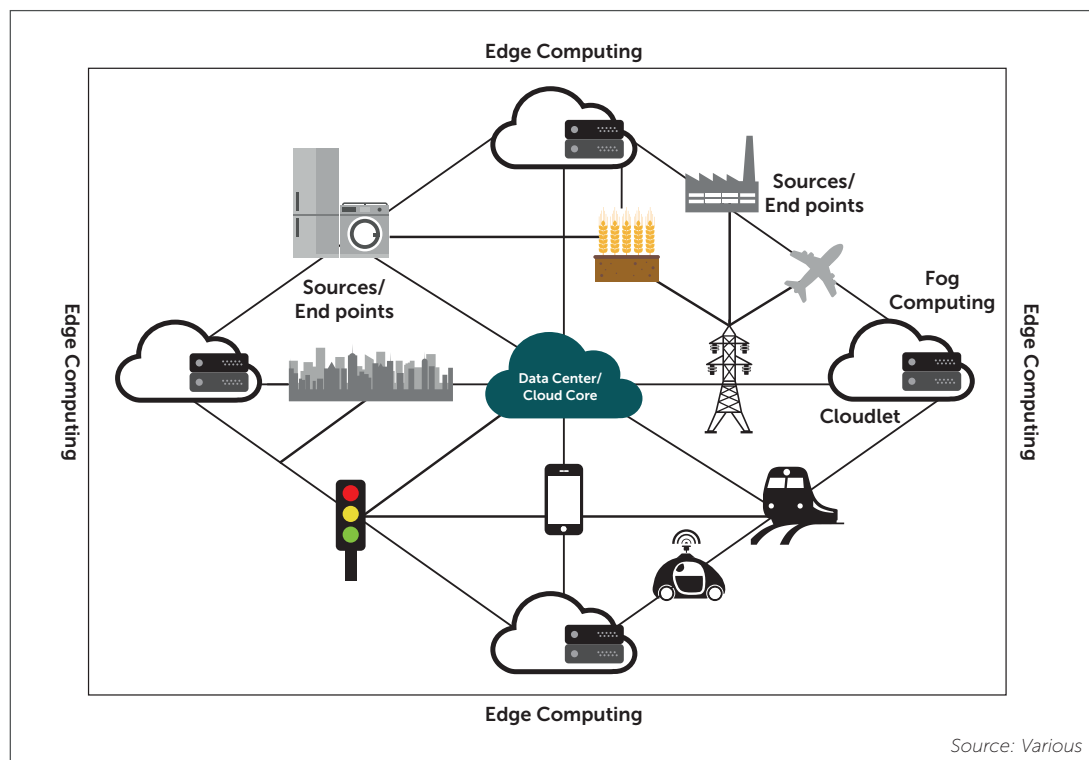 Edge Computing
Sources/
End points
Sources/
End points
Fog
Computing
Edge Computing
Edge Computing
Data Center/
Cloud Core
Cloudlet
Edge Computing
Source: Various